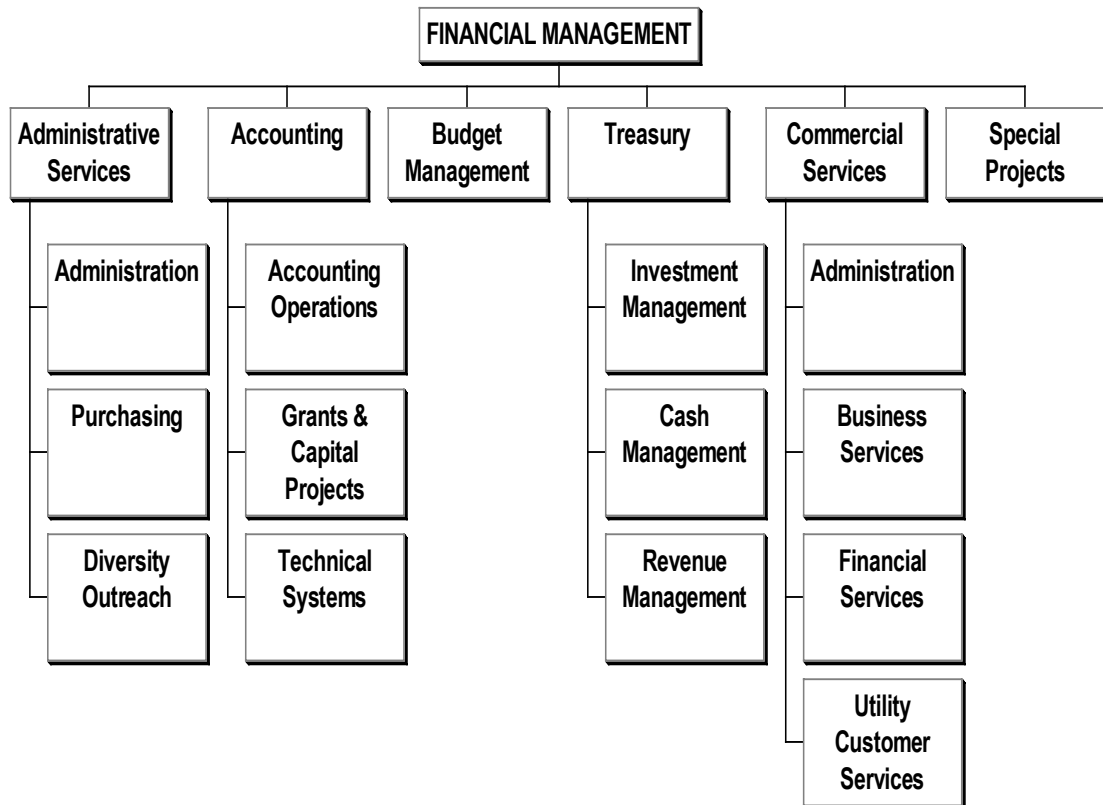 FINANCIAL MANAGEMENT
Administrative
Services
Accounting
Budget
Management
Treasury
Commercial
Services
Special
Projects
Administration
Purchasing
Diversity
Outreach
Accounting
Operations
Grants &
Capital
Projects
Technical
Systems
Investment
Management
Cash
Management
Revenue
Management
Administration
Business
Services
Financial
Services
Utility
Customer
Services